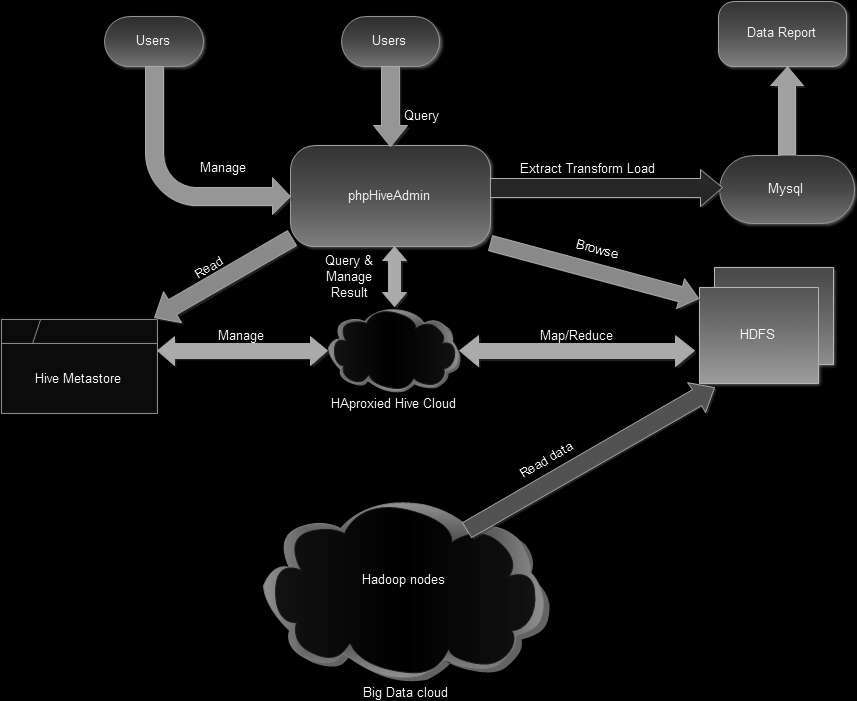 Users
Users
Data Report
Query
Manage
Extract Transform Load
phpHiveAdmin
Mysql
Read
Query &
Manage
Result
Browse
Manage
Map/Reduce
HDFS
Hive Metastore
HAproxied Hive Cloud
Read data
Hadoop nodes
Big Data cloud